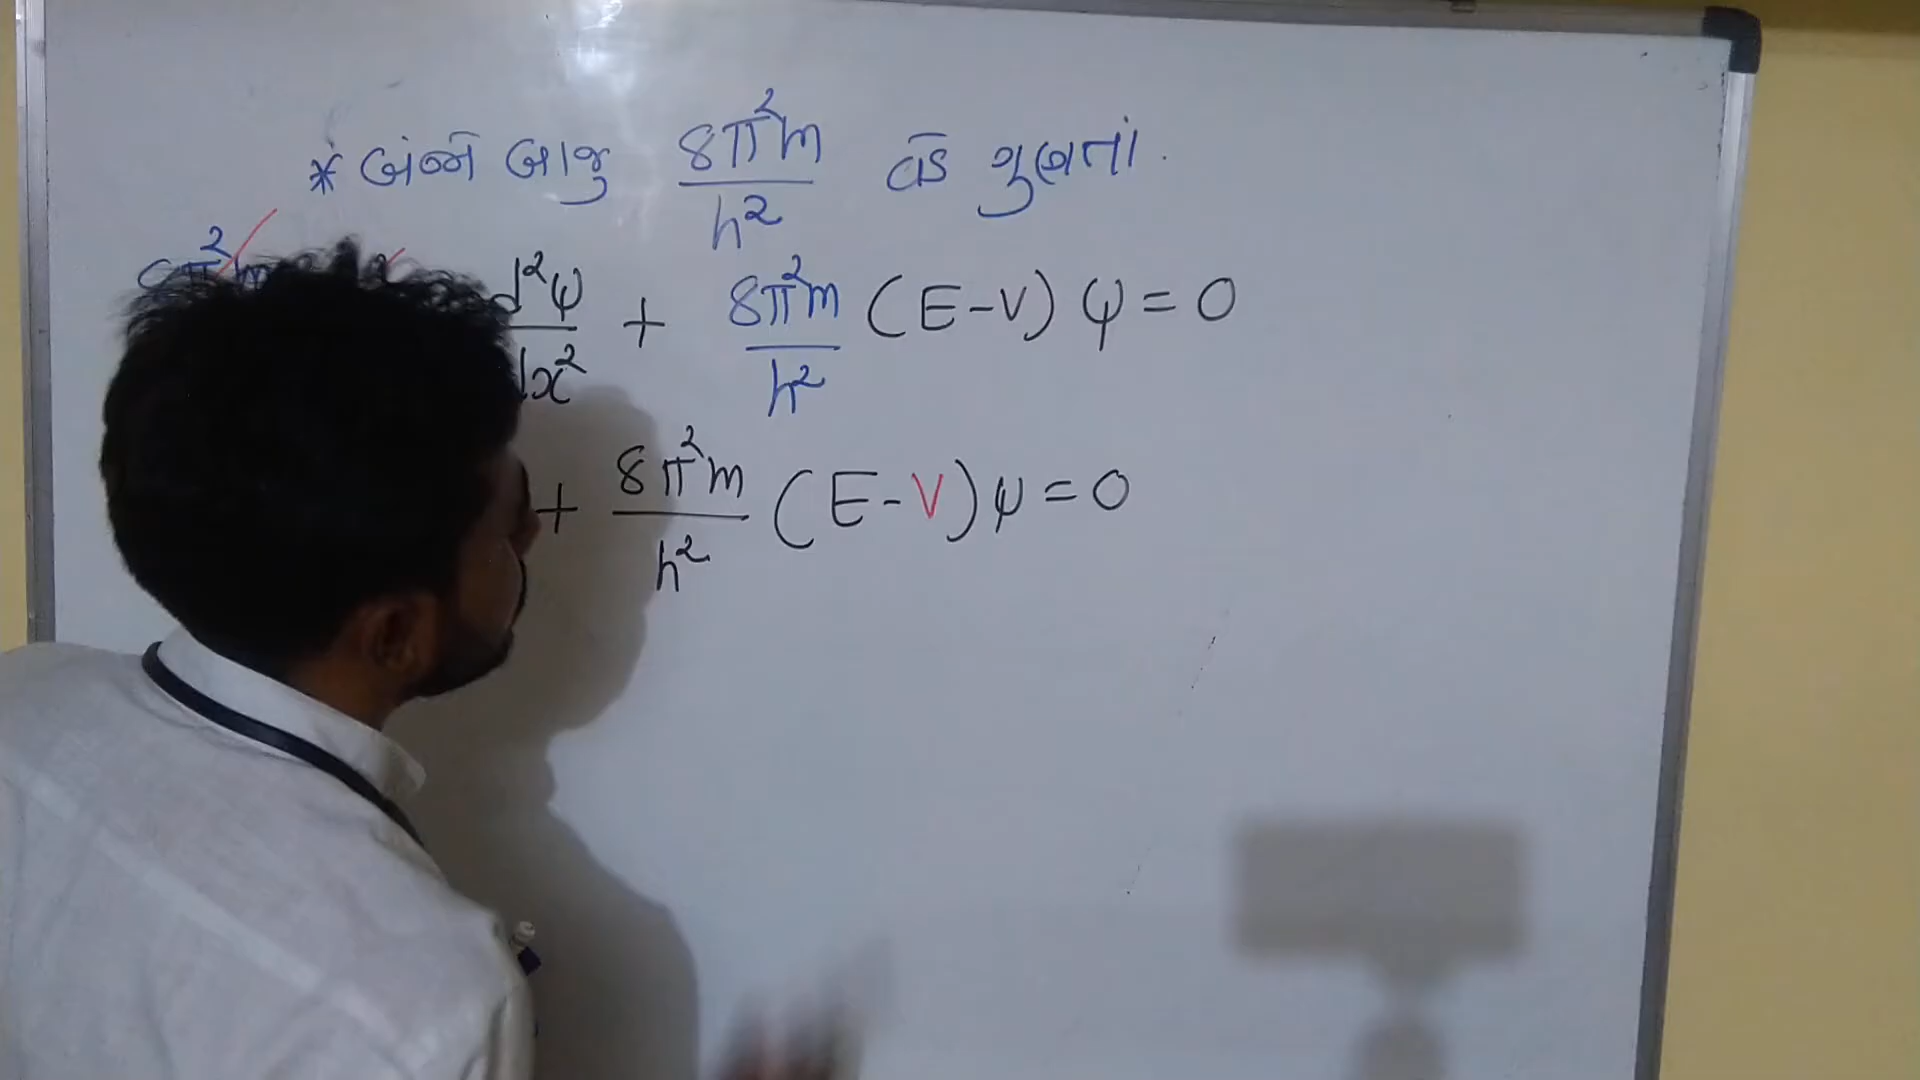 * બંને બાજુ 8π²m/h² વડે ગુણતાં.
d²ψ/dx² + 8π²m/h² (E-V) ψ = 0
+ 8π²m/h² (E-V) ψ = 0